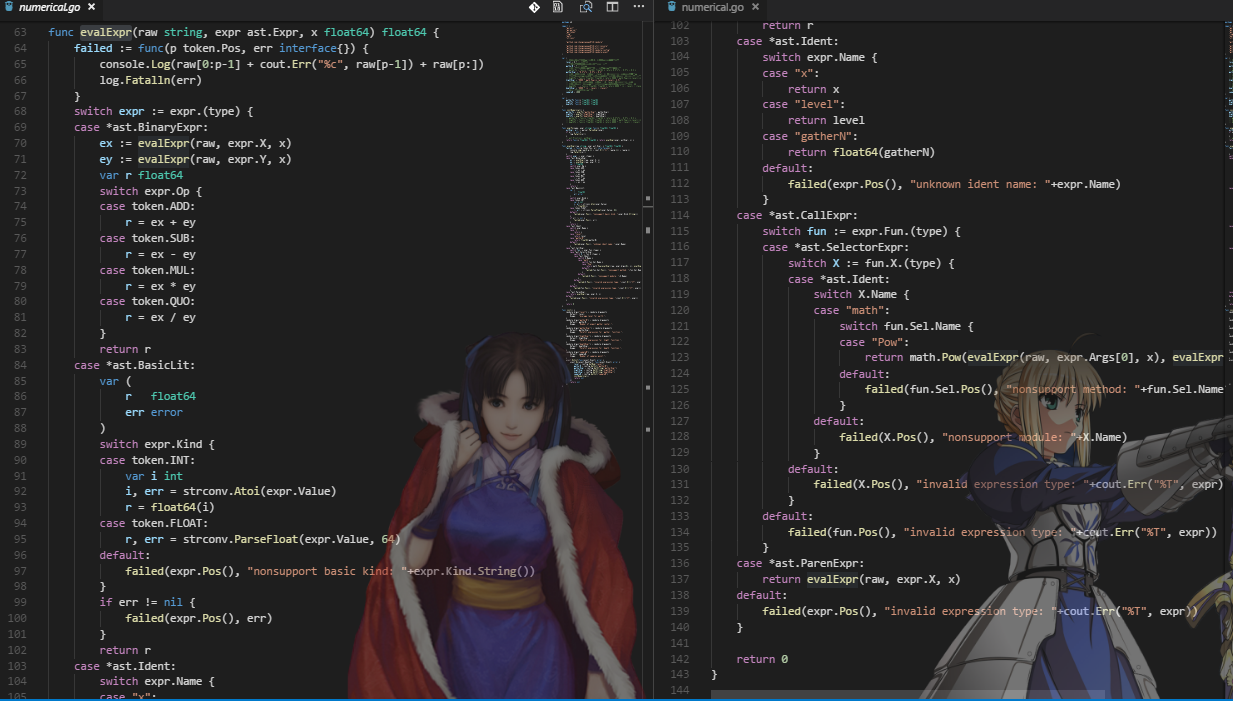 numerical.go ×
63 func evalExpr(raw string, expr ast.Expr, x float64) float64 {
64 failed := func(p token.Pos, err interface{}) {
65 console.Log(raw[0:p-1] + cout.Err("%c", raw[p-1]) + raw[p:])
66 log.Fatalln(err)
67 }
68 switch expr := expr.(type) {
69 case *ast.BinaryExpr:
70 ex := evalExpr(raw, expr.X, x)
71 ey := evalExpr(raw, expr.Y, x)
72 var r float64
73 switch expr.Op {
74 case token.ADD:
75 r = ex + ey
76 case token.SUB:
77 r = ex - ey
78 case token.MUL:
79 r = ex * ey
80 case token.QUO:
81 r = ex / ey
82 }
83 return r
84 case *ast.BasicLit:
85 var (
86 r   float64
87 err error
88 )
89 switch expr.Kind {
90 case token.INT:
91 var i int
92 i, err = strconv.Atoi(expr.Value)
93 r = float64(i)
94 case token.FLOAT:
95 r, err = strconv.ParseFloat(expr.Value, 64)
96 default:
97 failed(expr.Pos(), "nonsupport basic kind: "+expr.Kind.String())
98 }
99 if err != nil {
100 failed(expr.Pos(), err)
101 }
102 return r
103 case *ast.Ident:
104 switch expr.Name {
105 case "x":
numerical.go ×
102 return r
103 case *ast.Ident:
104 switch expr.Name {
105 case "x":
106 return x
107 case "level":
108 return level
109 case "gatherN":
110 return float64(gatherN)
111 default:
112 failed(expr.Pos(), "unknown ident name: "+expr.Name)
113 }
114 case *ast.CallExpr:
115 switch fun := expr.Fun.(type) {
116 case *ast.SelectorExpr:
117 switch X := fun.X.(type) {
118 case *ast.Ident:
119 switch X.Name {
120 case "math":
121 switch fun.Sel.Name {
122 case "Pow":
123 return math.Pow(evalExpr(raw, expr.Args[0], x), evalExpr
124 default:
125 failed(fun.Sel.Pos(), "nonsupport method: "+fun.Sel.Name
126 }
127 default:
128 failed(X.Pos(), "nonsupport module: "+X.Name)
129 }
130 default:
131 failed(X.Pos(), "invalid expression type: "+cout.Err("%T", expr)
132 }
133 default:
134 failed(fun.Pos(), "invalid expression type: "+cout.Err("%T", expr))
135 }
136 case *ast.ParenExpr:
137 return evalExpr(raw, expr.X, x)
138 default:
139 failed(expr.Pos(), "invalid expression type: "+cout.Err("%T", expr))
140 }
141
142 return 0
143 }
144